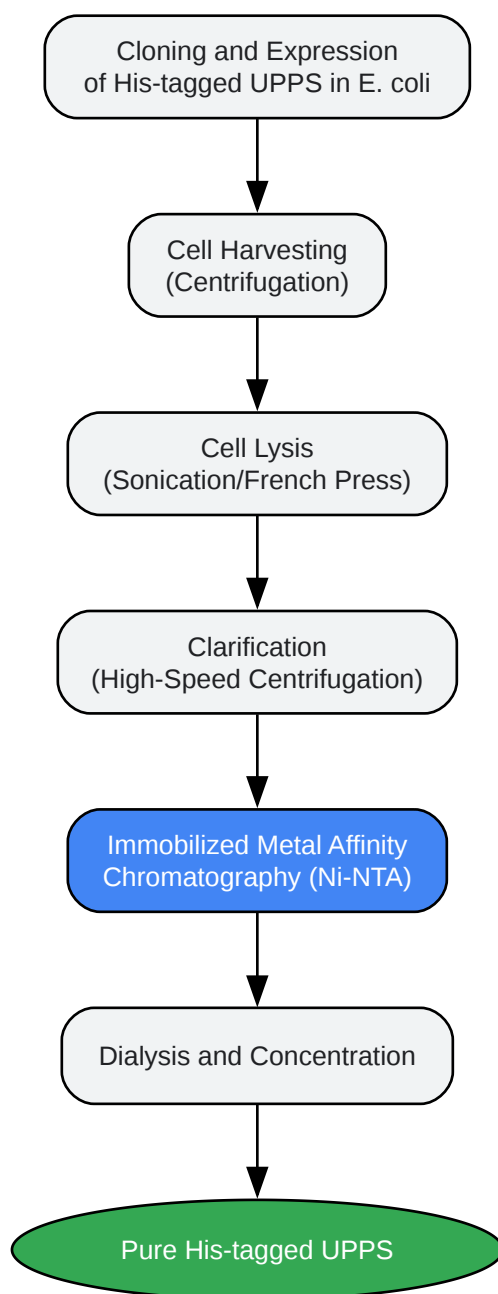 Cloning and Expression
of His-tagged UPPS in E. coli
Cell Harvesting
(Centrifugation)
Cell Lysis
(Sonication/French Press)
Clarification
(High-Speed Centrifugation)
Immobilized Metal Affinity
Chromatography (Ni-NTA)
Dialysis and Concentration
Pure His-tagged UPPS